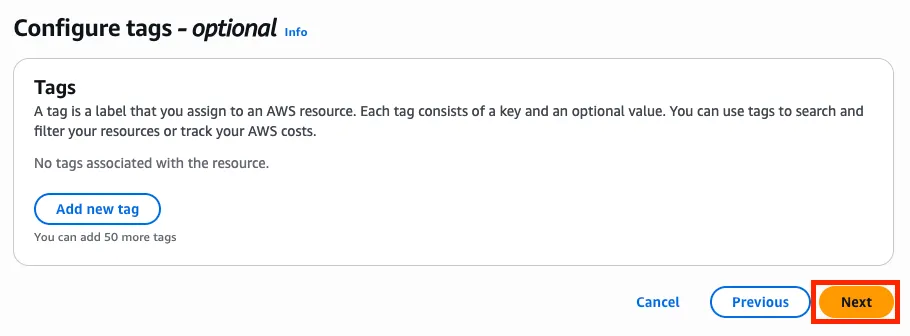 Configure tags - optional Info
Tags
A tag is a label that you assign to an AWS resource. Each tag consists of a key and an optional value. You can use tags to search and
filter your resources or track your AWS costs.
No tags associated with the resource.
Add new tag
You can add 50 more tags
Cancel Previous Next